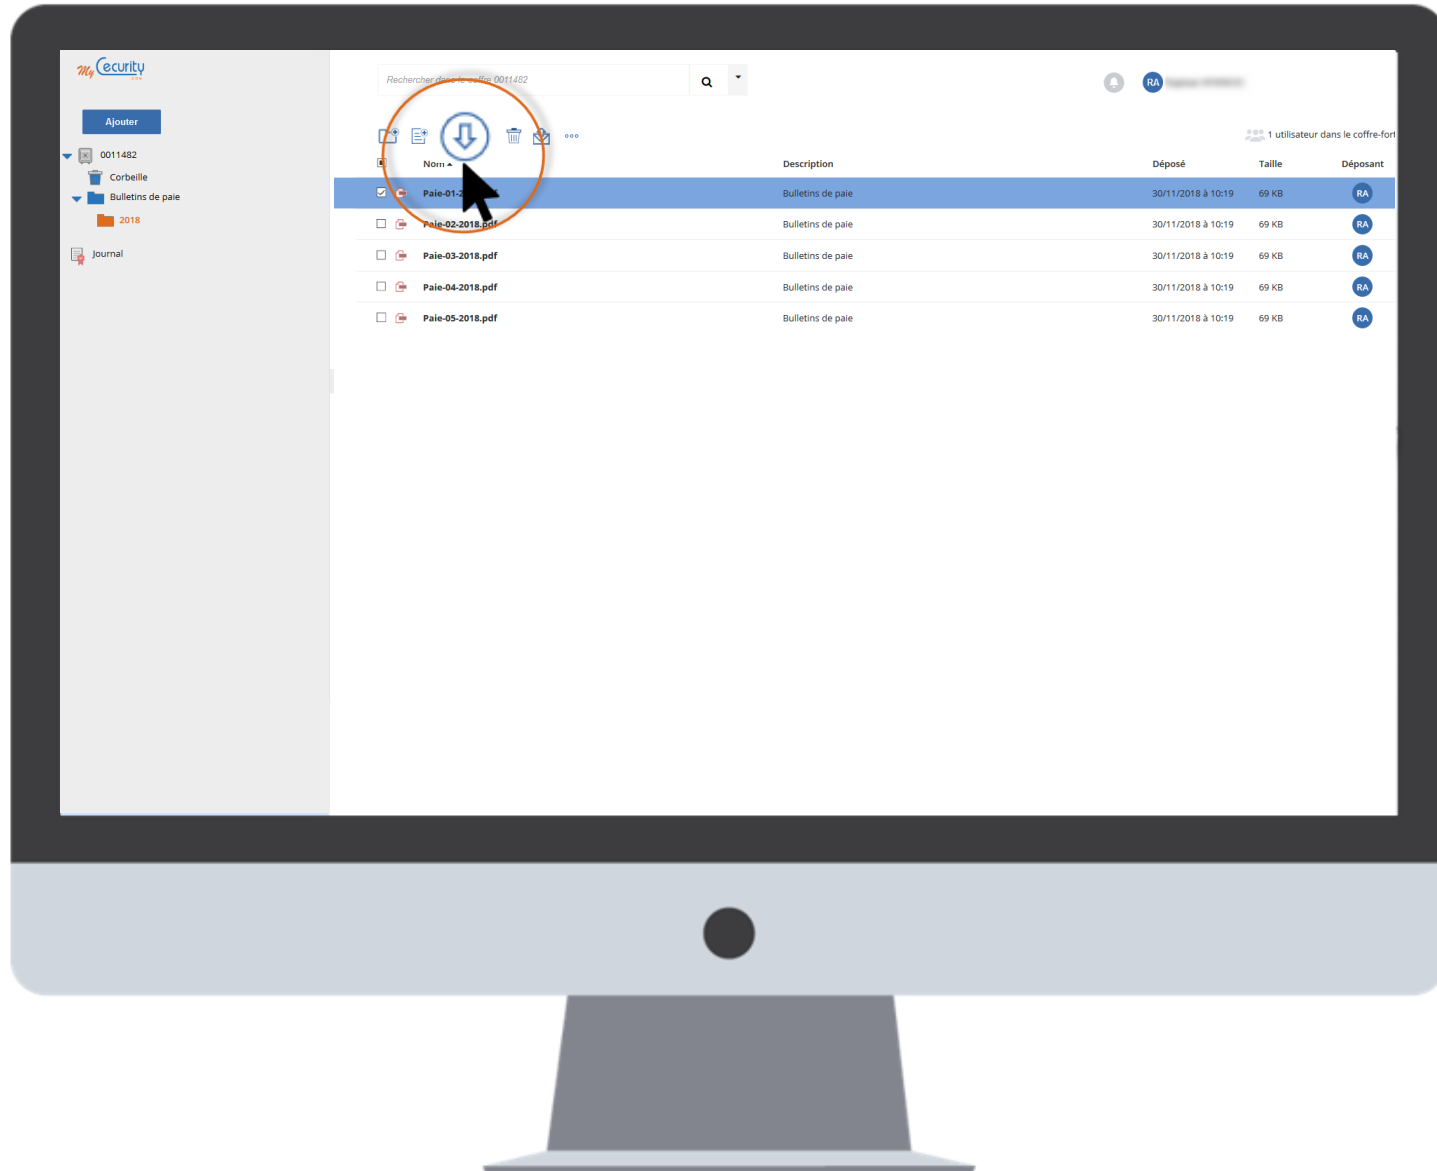 My Cecurity
.com
Rechercher dans le coffre 0011482
RA
Ajouter
1 utilisateur dans le coffre-fort
0011482
Corbeille
Bulletins de paie
2018
Journal
Nom Description Déposé Taille Déposant
Paie-01-2 Bulletins de paie 30/11/2018 à 10:19 69 KB RA
Paie-02-2018.pdf Bulletins de paie 30/11/2018 à 10:19 69 KB RA
Paie-03-2018.pdf Bulletins de paie 30/11/2018 à 10:19 69 KB RA
Paie-04-2018.pdf Bulletins de paie 30/11/2018 à 10:19 69 KB RA
Paie-05-2018.pdf Bulletins de paie 30/11/2018 à 10:19 69 KB RA